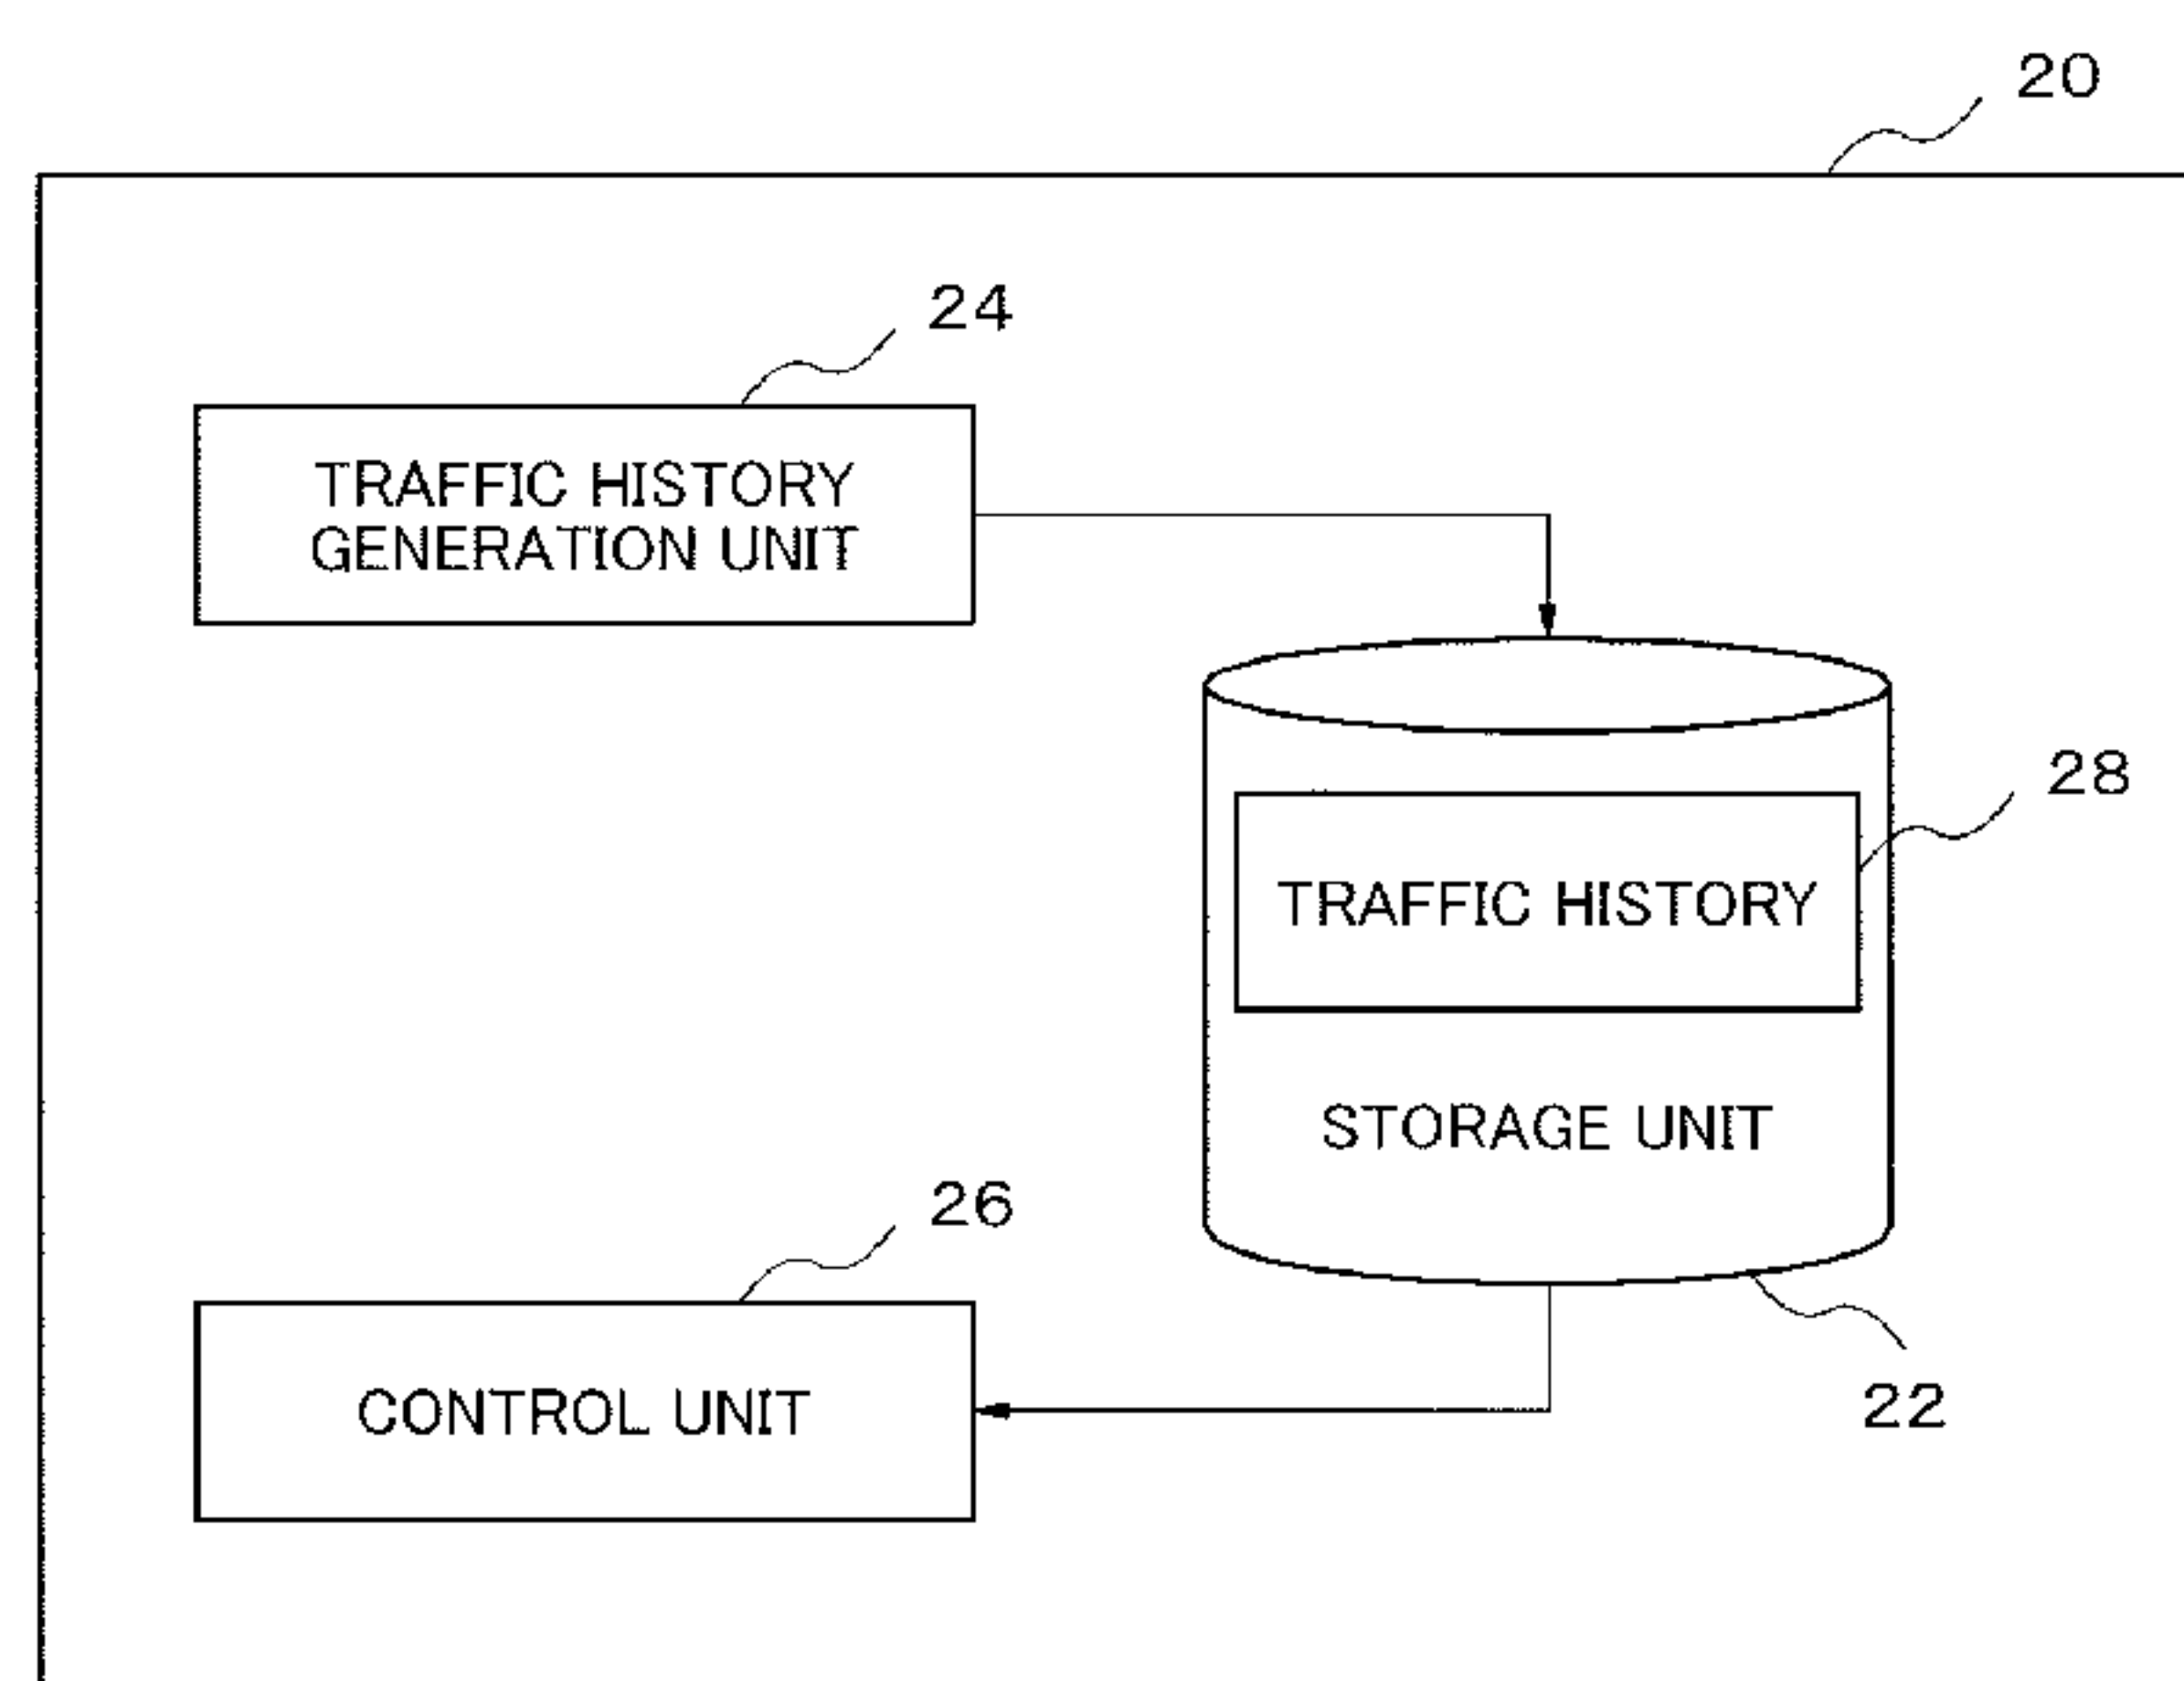 20
24
TRAFFIC HISTORY
GENERATION UNIT
28
TRAFFIC HISTORY
STORAGE UNIT
26
CONTROL UNIT
22